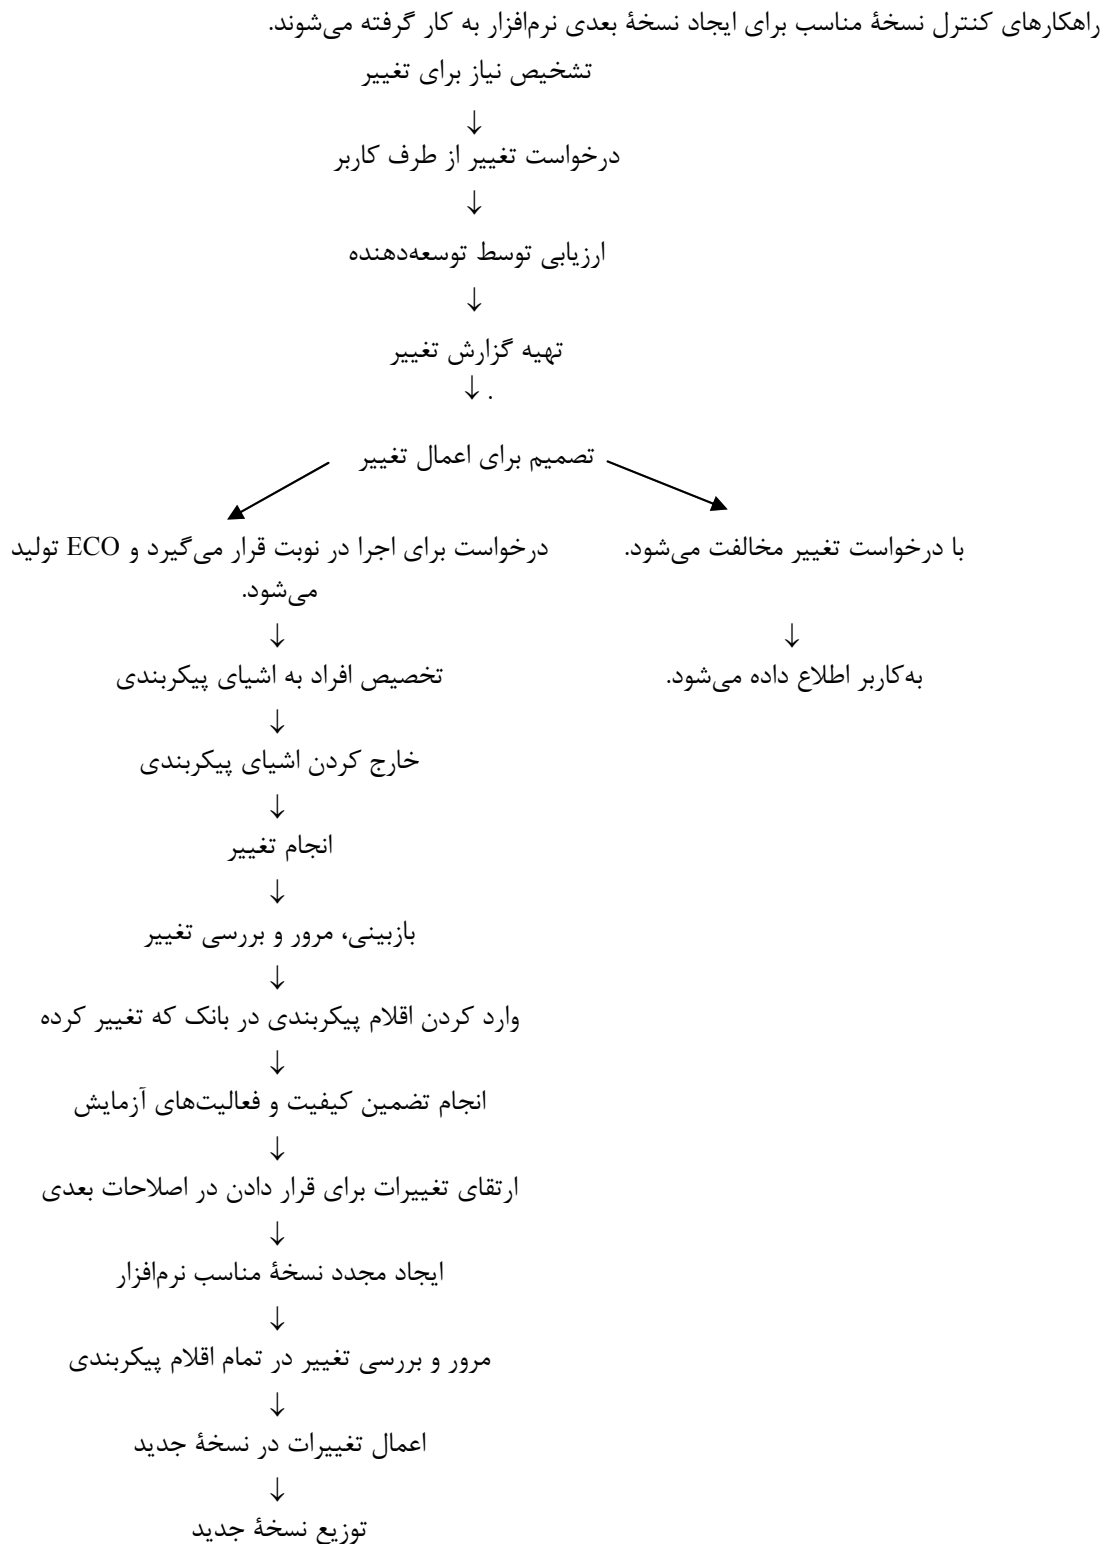 راهکارهای کنترل نسخهٔ مناسب برای ایجاد نسخهٔ بعدی نرم‌افزار به کار گرفته می‌شوند.
تشخیص نیاز برای تغییر
↓
درخواست تغییر از طرف کاربر
↓
ارزیابی توسط توسعه‌دهنده
↓
تهیه گزارش تغییر
↓ .
تصمیم برای اعمال تغییر
با درخواست تغییر مخالفت می‌شود.
↓
به‌کاربر اطلاع داده می‌شود.
درخواست برای اجرا در نوبت قرار می‌گیرد و ECO تولید
می‌شود.
↓
تخصیص افراد به اشیای پیکربندی
↓
خارج کردن اشیای پیکربندی
↓
انجام تغییر
↓
بازبینی، مرور و بررسی تغییر
↓
وارد کردن اقلام پیکربندی در بانک که تغییر کرده
↓
انجام تضمین کیفیت و فعالیت‌های آزمایش
↓
ارتقای تغییرات برای قرار دادن در اصلاحات بعدی
↓
ایجاد مجدد نسخهٔ مناسب نرم‌افزار
↓
مرور و بررسی تغییر در تمام اقلام پیکربندی
↓
اعمال تغییرات در نسخهٔ جدید
↓
توزیع نسخهٔ جدید